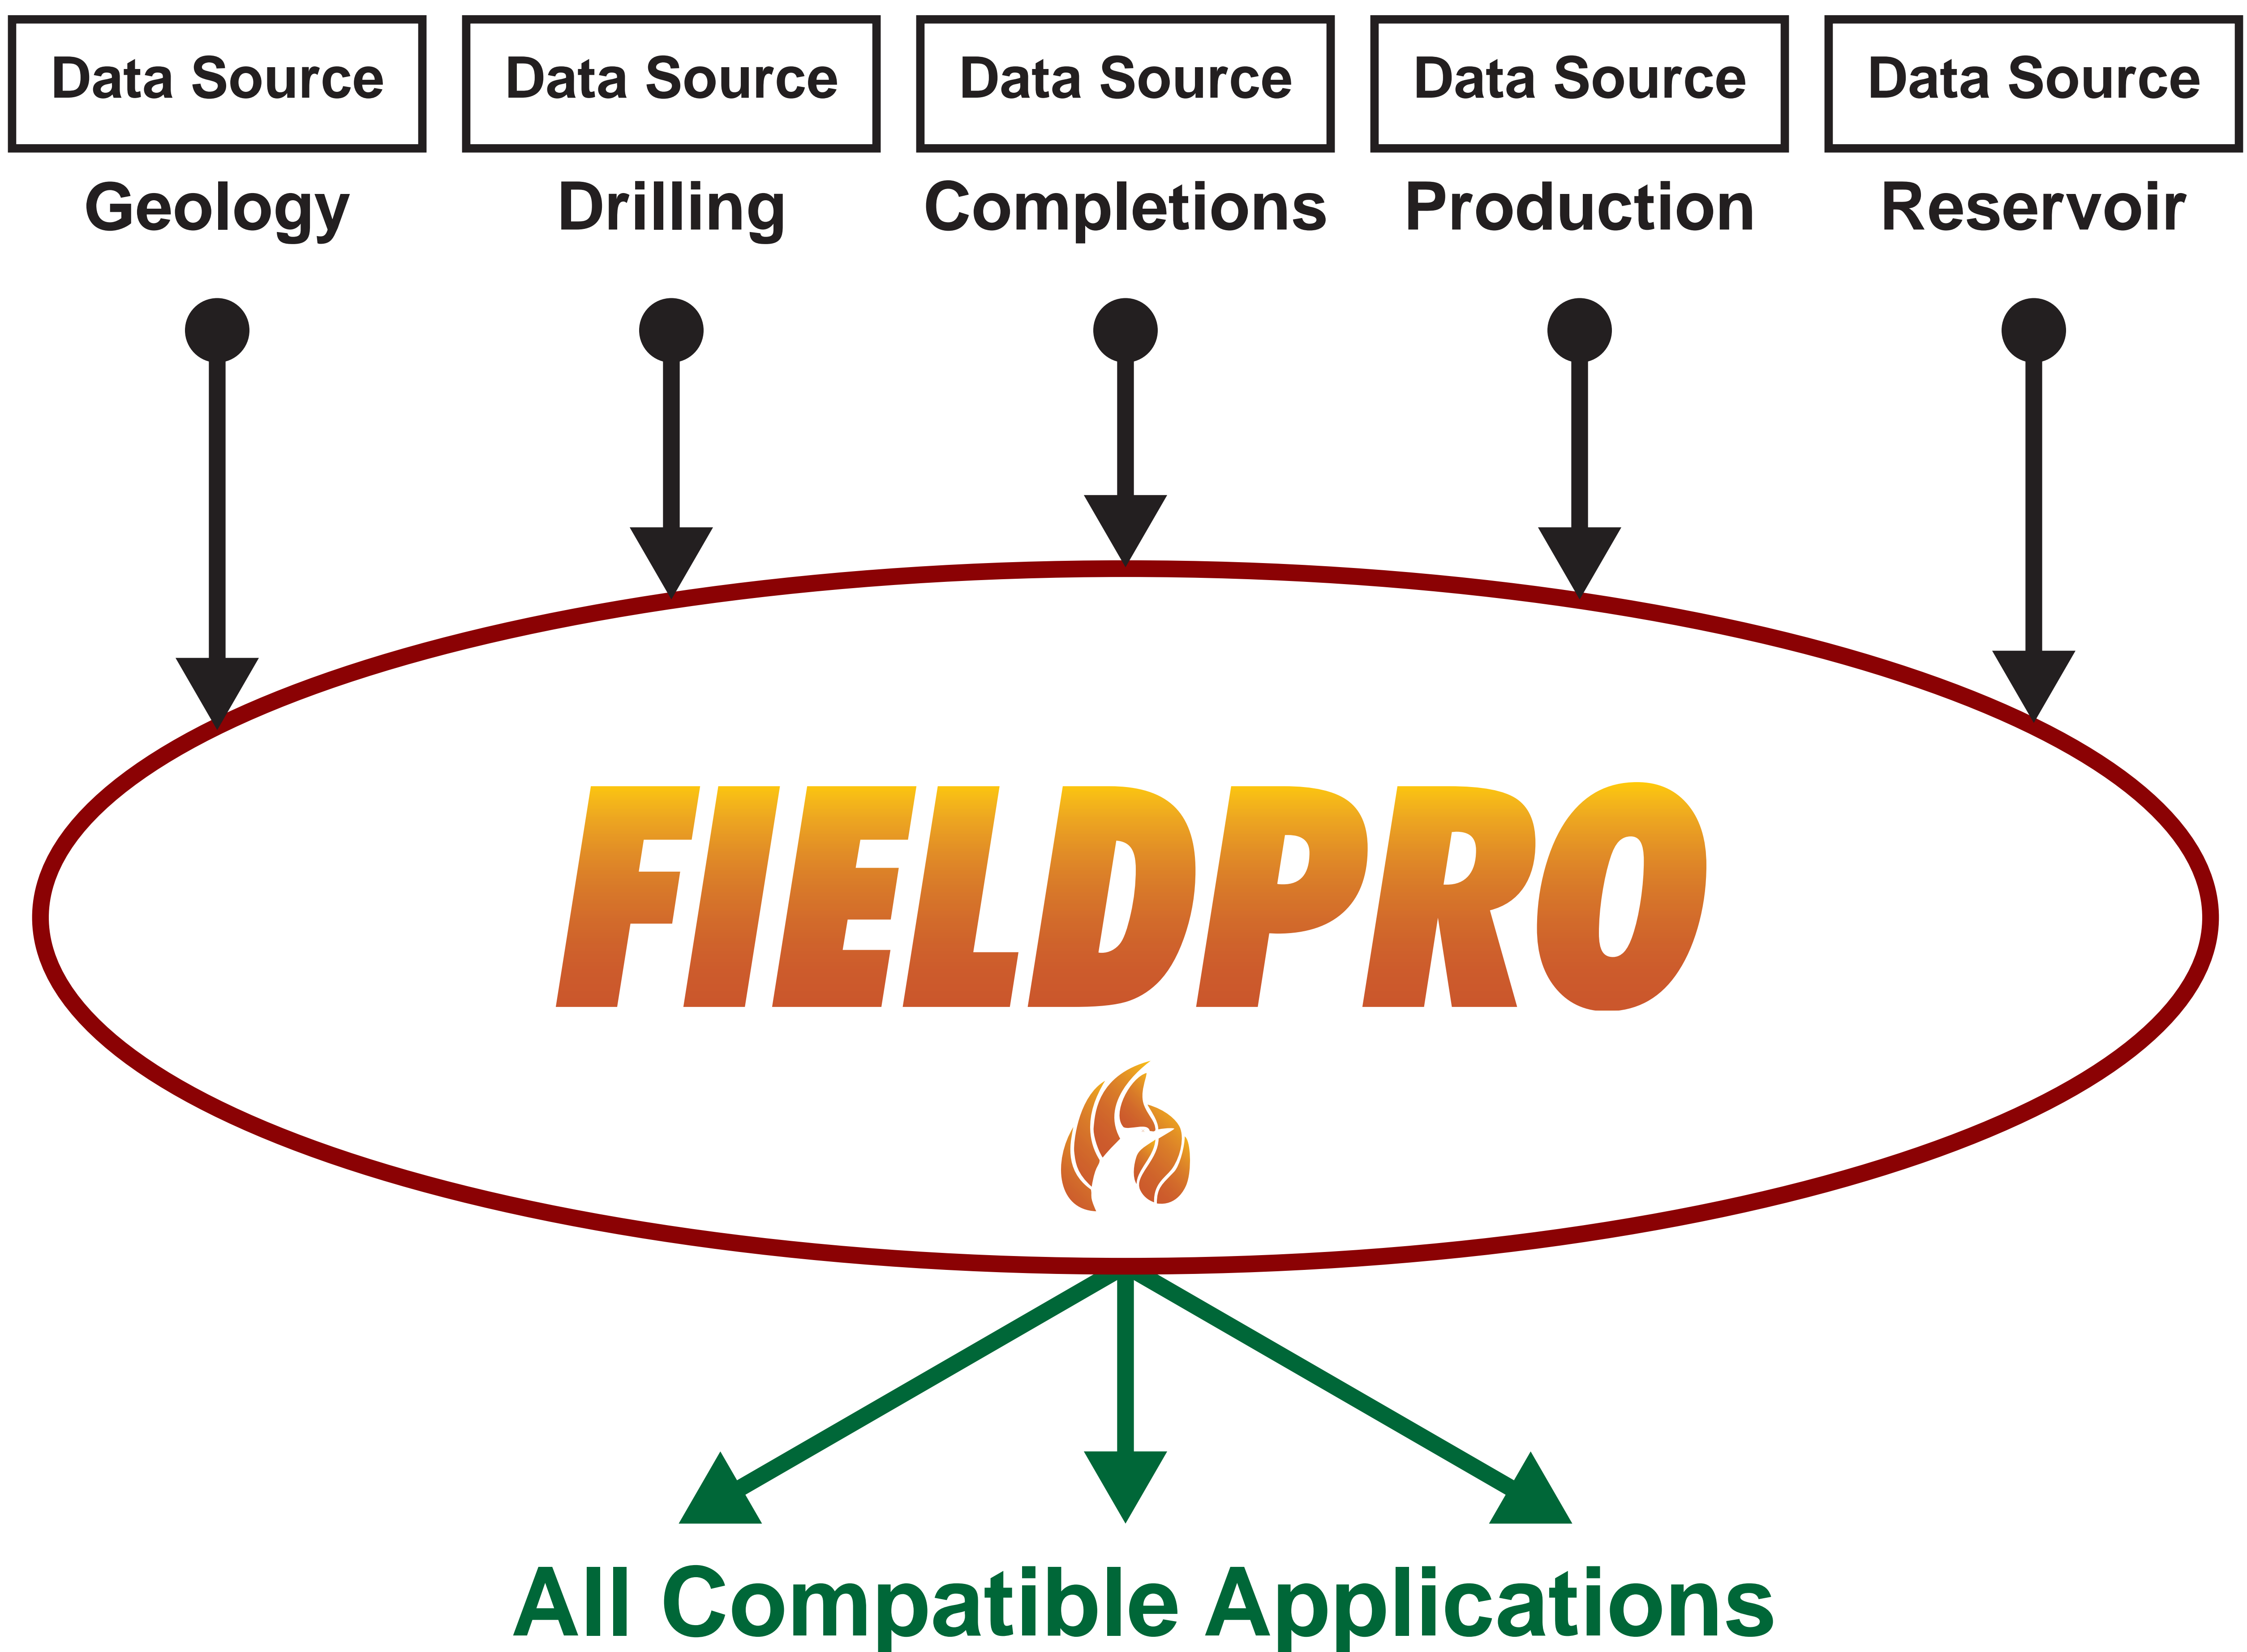 Data Source Data Source Data Source Data Source Data Source
Geology Drilling Completions Production Reservoir
FIELDPRO
All Compatible Applications